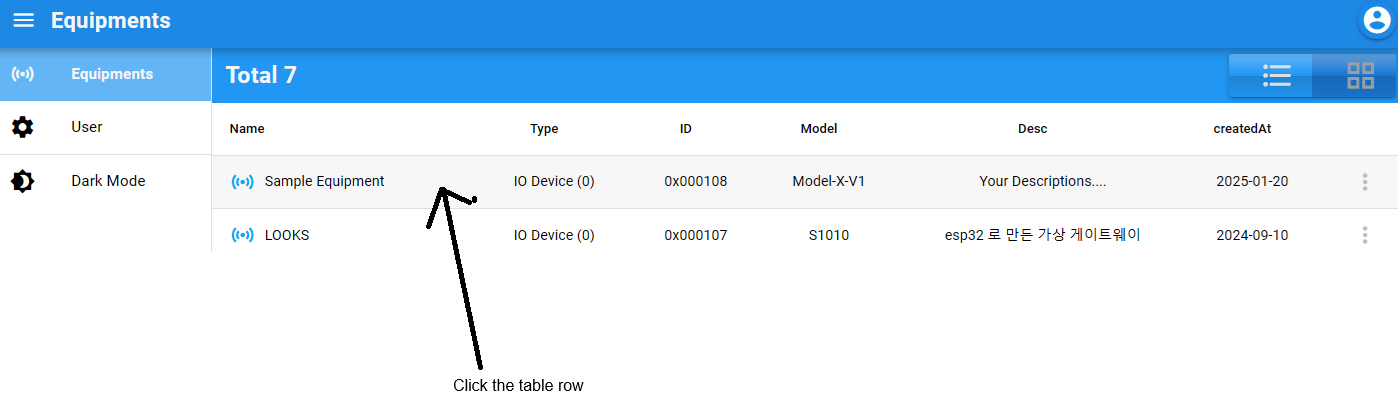 Equipments
Equipments
User
Dark Mode
Total 7
Name Type ID Model Desc createdAt
Sample Equipment IO Device (0) 0x000108 Model-X-V1 Your Descriptions.... 2025-01-20
LOOKS IO Device (0) 0x000107 S1010 esp32 로 만든 가상 게이트웨이 2024-09-10
Click the table row